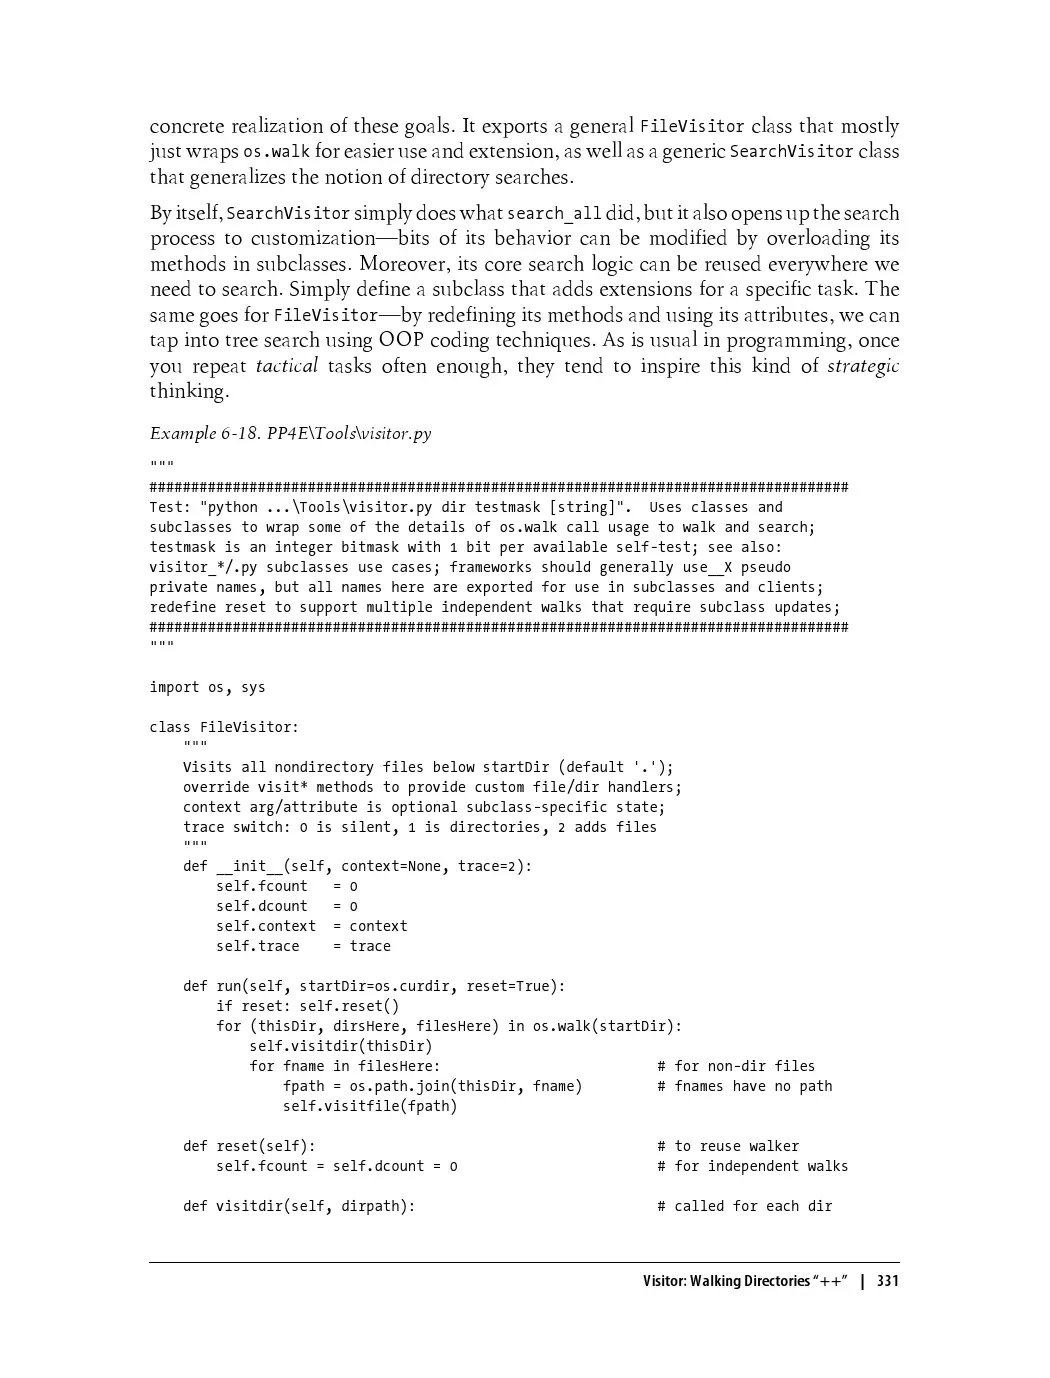 concrete realization of these goals. It exports a general FileVisitor class that mostly
just wraps os.walk for easier use and extension, as well as a generic SearchVisitor class
that generalizes the notion of directory searches.
By itself, SearchVisitor simply does what search_all did, but it also opens up the search
process to customization—bits of its behavior can be modified by overloading its
methods in subclasses. Moreover, its core search logic can be reused everywhere we
need to search. Simply define a subclass that adds extensions for a specific task. The
same goes for FileVisitor—by redefining its methods and using its attributes, we can
tap into tree search using OOP coding techniques. As is usual in programming, once
you repeat tactical tasks often enough, they tend to inspire this kind of strategic
thinking.
Example 6-18. PP4E\Tools\visitor.py
"""
####################################################################################
Test: "python ...\Tools\visitor.py dir testmask [string]".  Uses classes and
subclasses to wrap some of the details of os.walk call usage to walk and search;
testmask is an integer bitmask with 1 bit per available self-test; see also:
visitor_*/.py subclasses use cases; frameworks should generally use__X pseudo
private names, but all names here are exported for use in subclasses and clients;
redefine reset to support multiple independent walks that require subclass updates;
####################################################################################
"""
import os, sys
class FileVisitor:
    """
    Visits all nondirectory files below startDir (default '.');
    override visit* methods to provide custom file/dir handlers;
    context arg/attribute is optional subclass-specific state;
    trace switch: 0 is silent, 1 is directories, 2 adds files
    """
    def __init__(self, context=None, trace=2):
        self.fcount   = 0
        self.dcount   = 0
        self.context  = context
        self.trace    = trace
    def run(self, startDir=os.curdir, reset=True):
        if reset: self.reset()
        for (thisDir, dirsHere, filesHere) in os.walk(startDir):
            self.visitdir(thisDir)
            for fname in filesHere:                          # for non-dir files
                fpath = os.path.join(thisDir, fname)         # fnames have no path
                self.visitfile(fpath)
    def reset(self):                                         # to reuse walker
        self.fcount = self.dcount = 0                        # for independent walks
    def visitdir(self, dirpath):                             # called for each dir
Visitor: Walking Directories “++” | 331